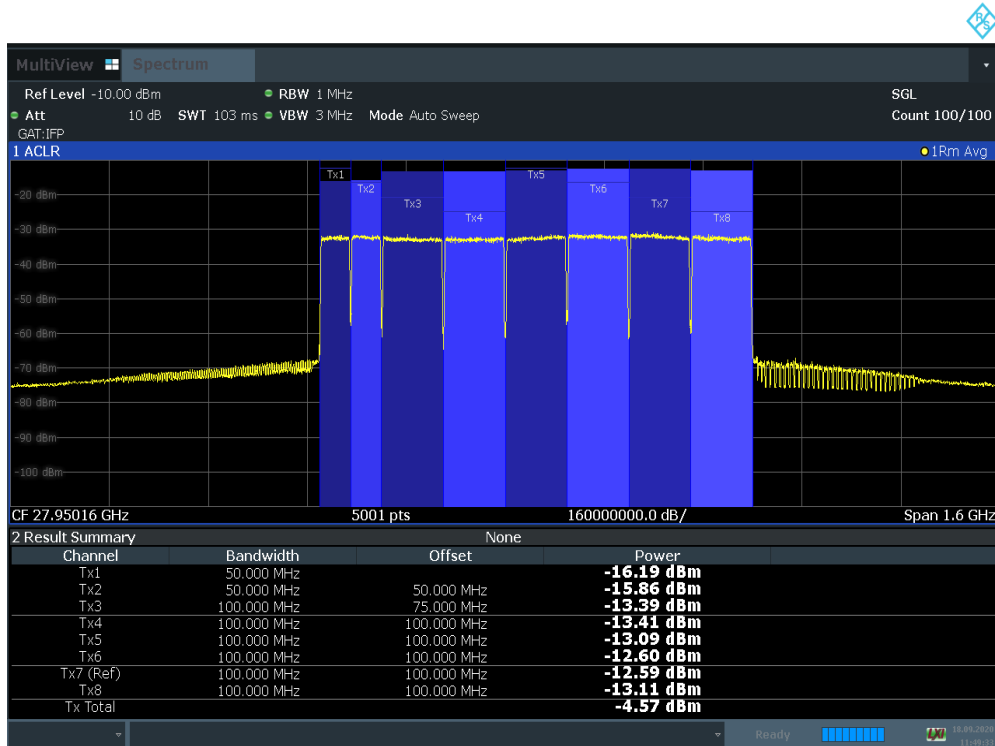 R&S
MultiView Spectrum
Ref Level -10.00 dBm RBW 1 MHz SGL
Att 10 dB SWT 103 ms VBW 3 MHz Mode Auto Sweep Count 100/100
GAT:IFP
1 ACLR 1Rm Avg
Tx1 Tx5
Tx2 Tx6
-20 dBm
Tx3 Tx7
Tx4 Tx8
-30 dBm
-40 dBm
-50 dBm
-60 dBm
-70 dBm
-80 dBm
-90 dBm
-100 dBm
CF 27.95016 GHz 5001 pts 160000000.0 dB/ Span 1.6 GHz
2 Result Summary None
Channel Bandwidth Offset Power
Tx1 50.000 MHz -16.19 dBm
Tx2 50.000 MHz 50.000 MHz -15.86 dBm
Tx3 100.000 MHz 75.000 MHz -13.39 dBm
Tx4 100.000 MHz 100.000 MHz -13.41 dBm
Tx5 100.000 MHz 100.000 MHz -13.09 dBm
Tx6 100.000 MHz 100.000 MHz -12.60 dBm
Tx7 (Ref) 100.000 MHz 100.000 MHz -12.59 dBm
Tx8 100.000 MHz 100.000 MHz -13.11 dBm
Tx Total -4.57 dBm
Ready LXI 18.09.2020
11:49:33